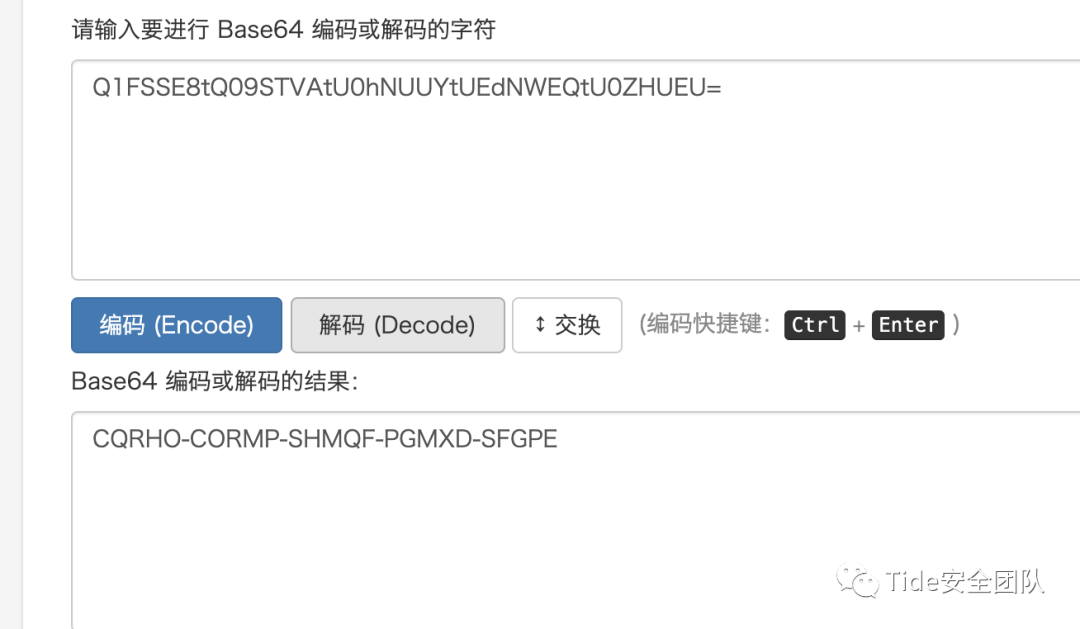 请输入要进行 Base64 编码或解码的字符
Q1FSSE8tQ09STVAtU0hNUUYtUEdNWEQtU0ZHUEU=
编码 (Encode) 解码 (Decode) ↕ 交换 (编码快捷键: Ctrl + Enter )
Base64 编码或解码的结果:
CQRHO-CORMP-SHMQF-PGMXD-SFGPE
Tide安全团队